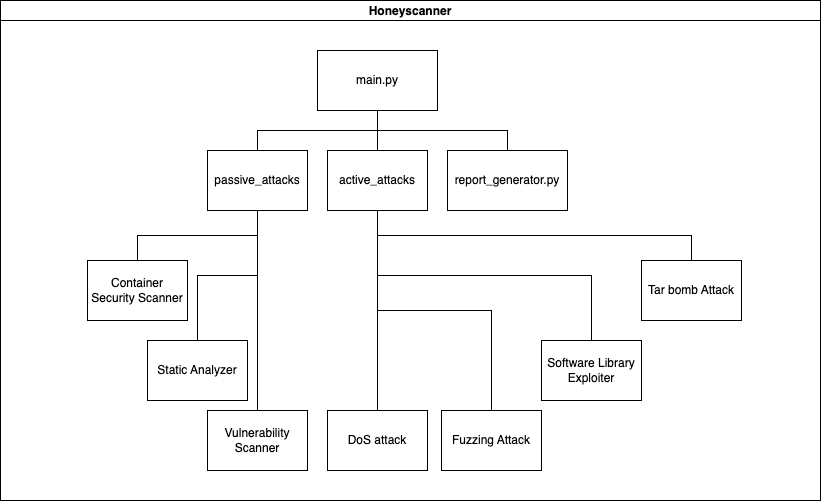 Honeyscanner
main.py
passive_attacks
active_attacks
report_generator.py
Container
Security Scanner
Tar bomb Attack
Static Analyzer
Software Library
Exploiter
Vulnerability
Scanner
DoS attack
Fuzzing Attack